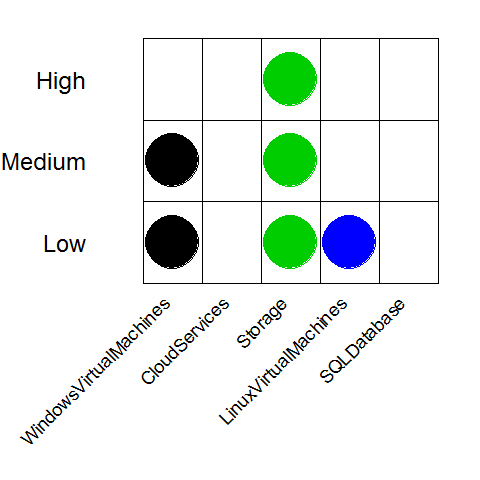 High
Medium
Low
WindowsVirtualMachines
CloudServices
Storage
LinuxVirtualMachines
SQLDatabase